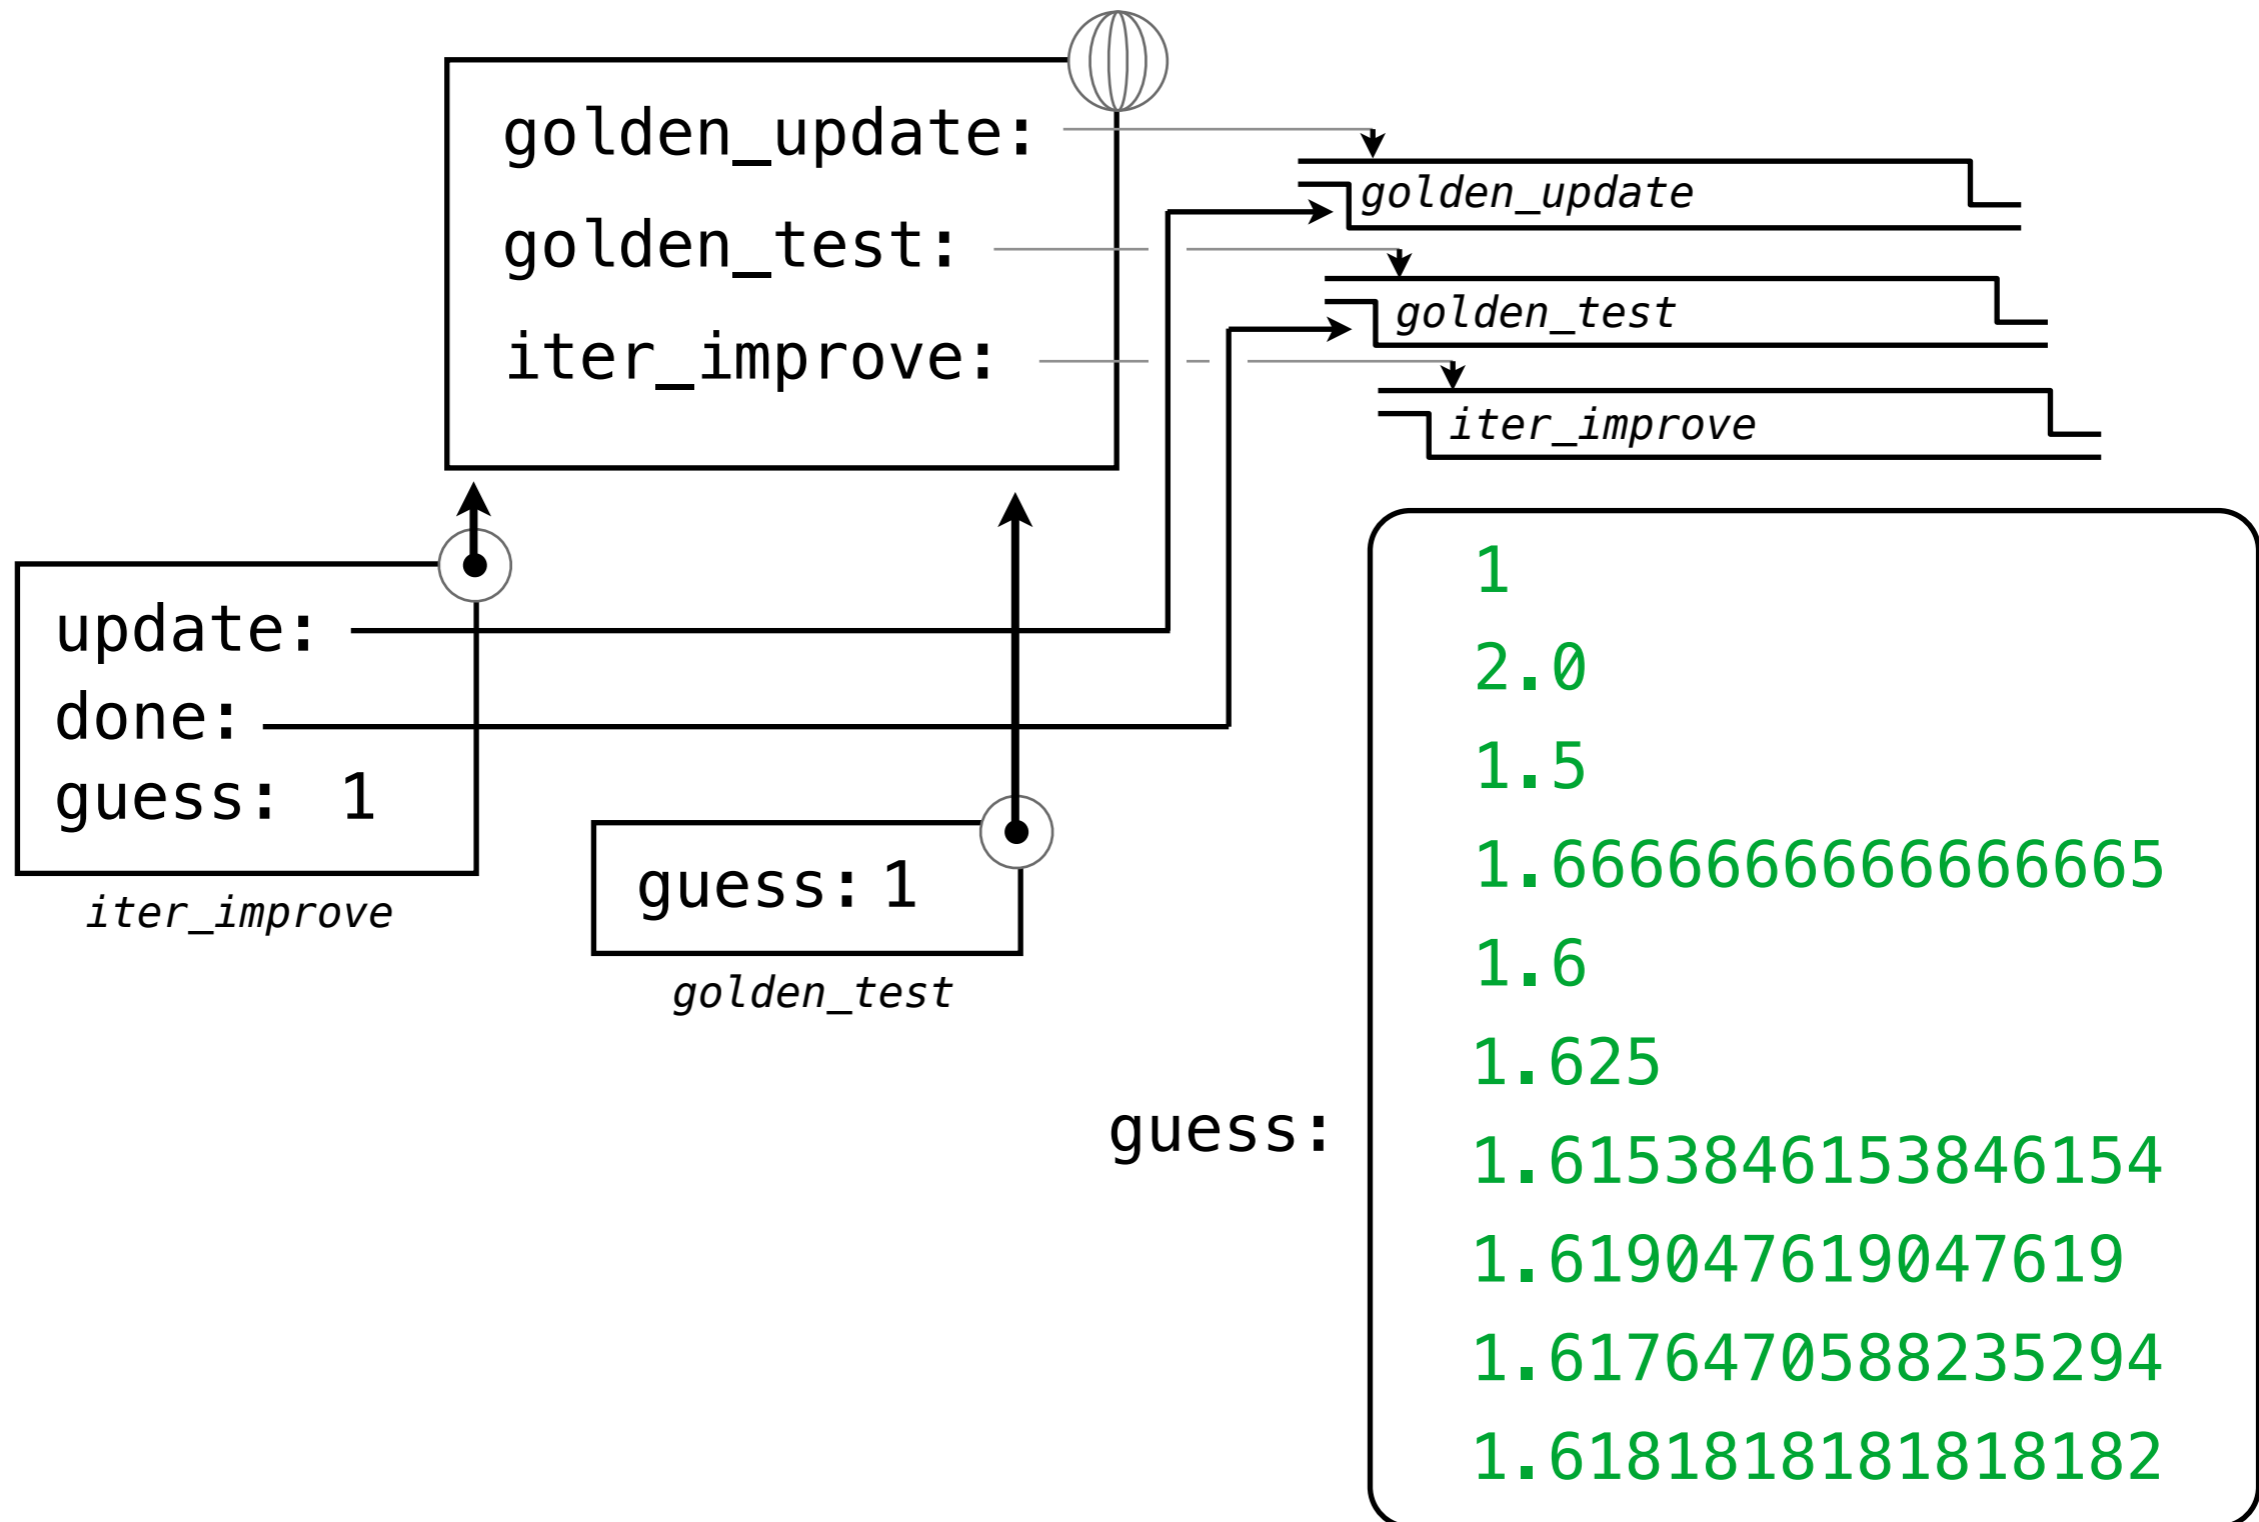 golden_update:
golden_test:
iter_improve:
golden_update
golden_test
iter_improve
update:
done:
guess: 1
iter_improve
guess: 1
golden_test
guess:
1
2.0
1.5
1.6666666666666665
1.6
1.625
1.6153846153846154
1.619047619047619
1.6176470588235294
1.6181818181818182